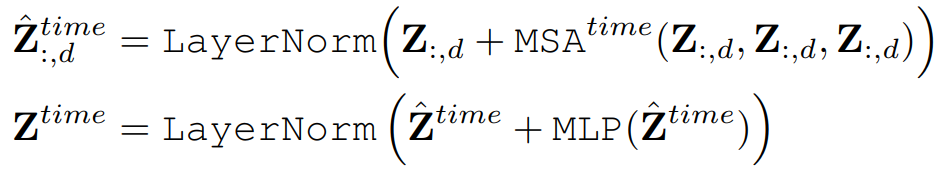 Ẑ^{time}_{:,d} = LayerNorm(Z_{:,d} + MSA^{time}(Z_{:,d}, Z_{:,d}, Z_{:,d}))
Z^{time} = LayerNorm(Ẑ^{time} + MLP(Ẑ^{time}))